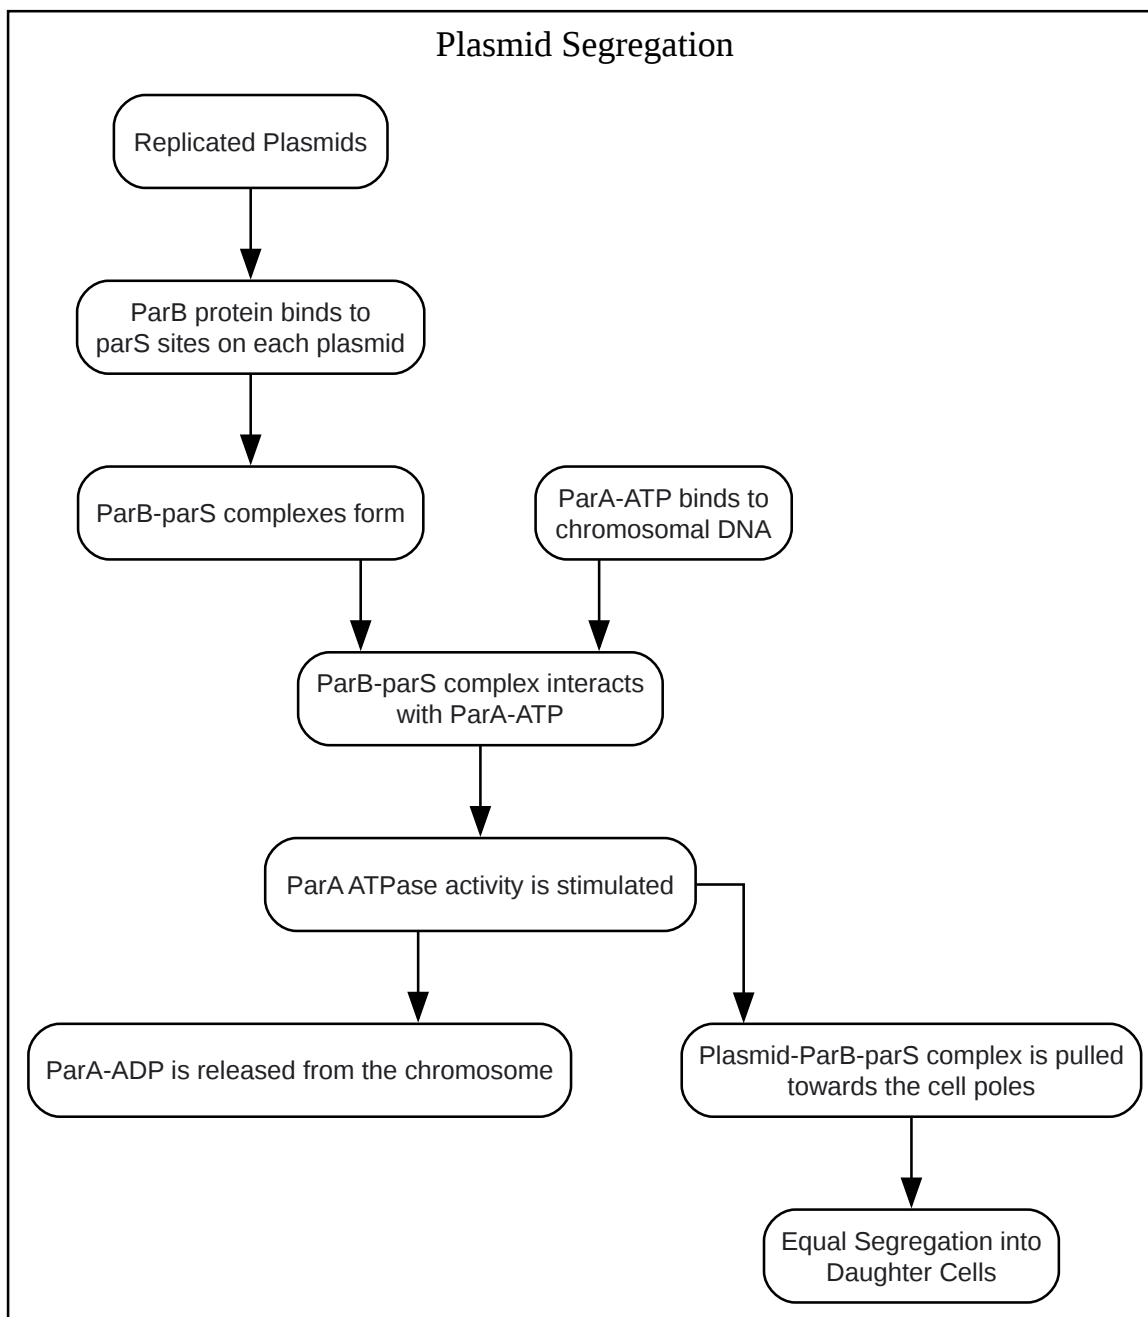 Plasmid Segregation
Replicated Plasmids
ParB protein binds to
parS sites on each plasmid
ParB-parS complexes form
ParA-ATP binds to
chromosomal DNA
ParB-parS complex interacts
with ParA-ATP
ParA ATPase activity is stimulated
ParA-ADP is released from the chromosome
Plasmid-ParB-parS complex is pulled
towards the cell poles
Equal Segregation into
Daughter Cells